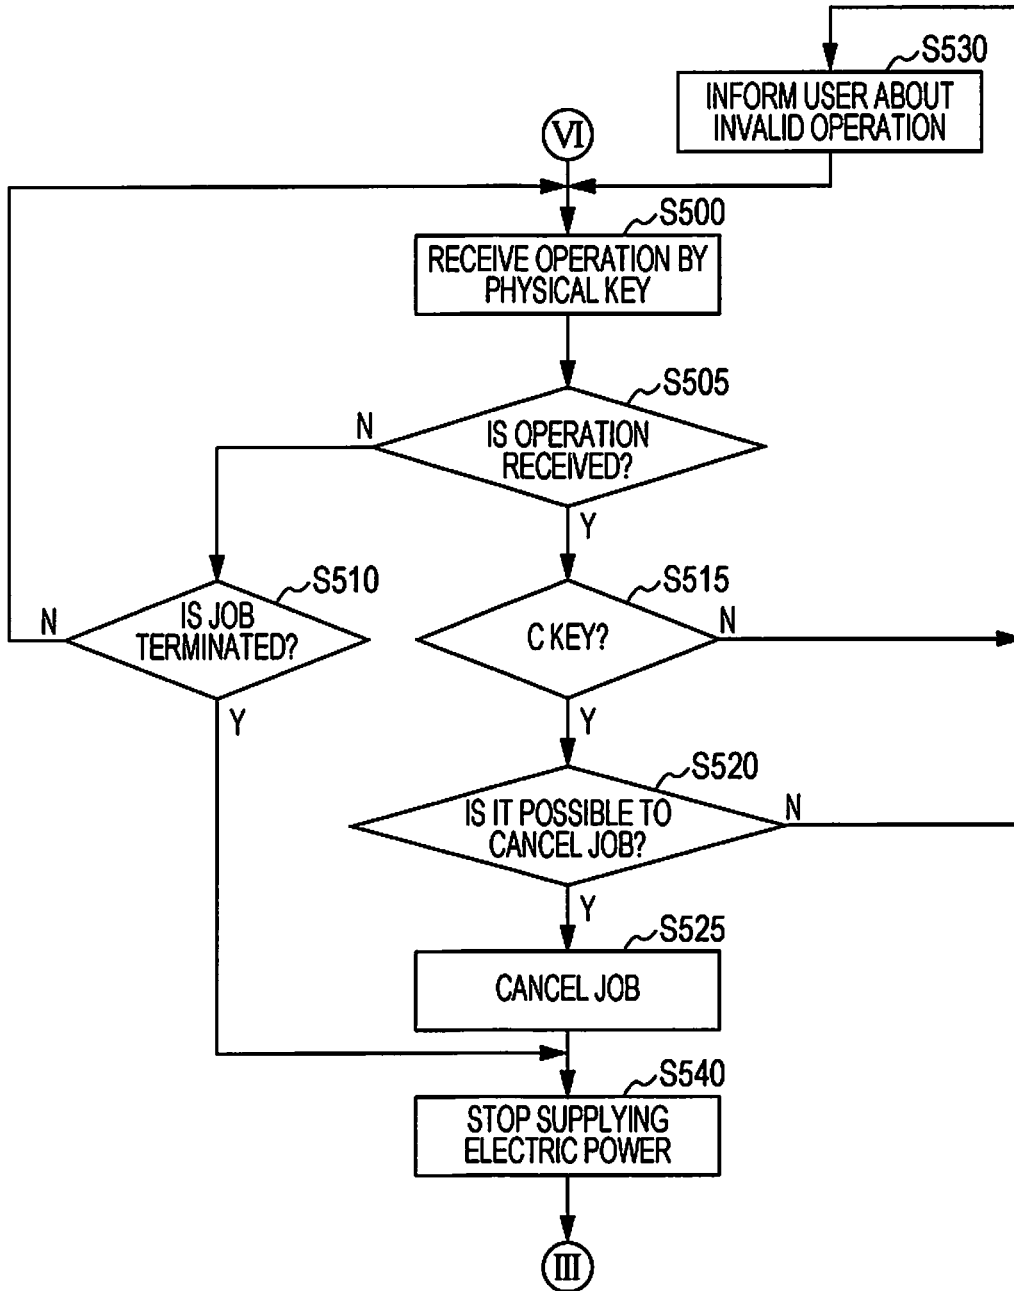 S530
INFORM USER ABOUT
INVALID OPERATION
VI
S500
RECEIVE OPERATION BY
PHYSICAL KEY
S505
N
IS OPERATION
RECEIVED?
Y
S510
S515
N
IS JOB
TERMINATED?
C KEY?
N
Y
Y
S520
IS IT POSSIBLE TO
CANCEL JOB?
N
Y
S525
CANCEL JOB
S540
STOP SUPPLYING
ELECTRIC POWER
III